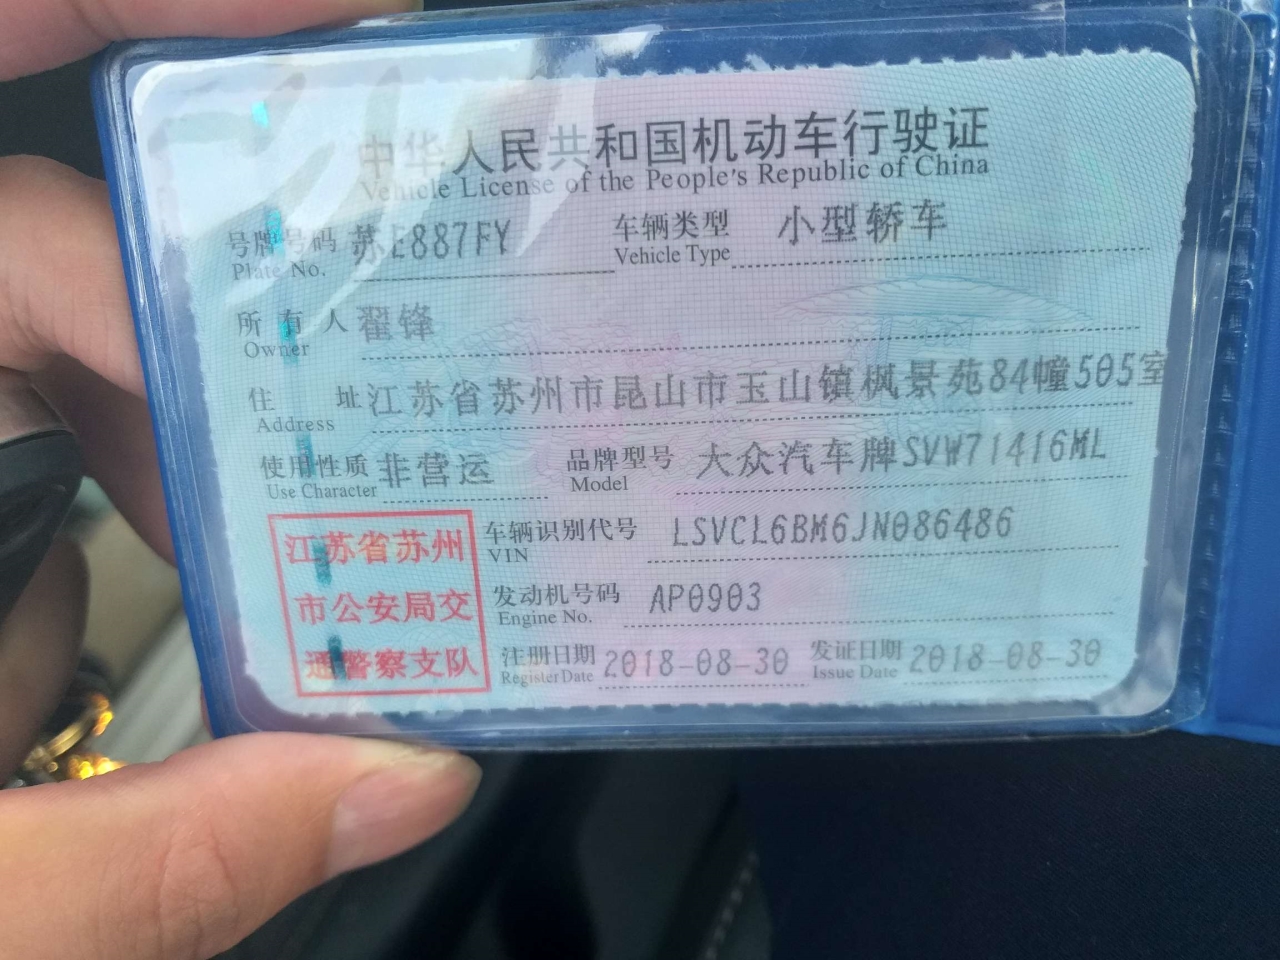 中华人民共和国机动车行驶证
Vehicle License of the People's Republic of China
号牌号码 苏E887FY 车辆类型 小型轿车
Plate No. Vehicle Type
所有人 翟锋
Owner
住址 江苏省苏州市昆山市玉山镇枫景苑84幢505室
Address
使用性质 非营运 品牌型号 大众汽车牌SVW71416ML
Use Character Model
江苏省苏州 车辆识别代号 LSVCL6BM6JN086486
VIN
市公安局交 发动机号码 AP0903
Engine No.
通警察支队 注册日期 2018-08-30 发证日期 2018-08-30
Register Date Issue Date